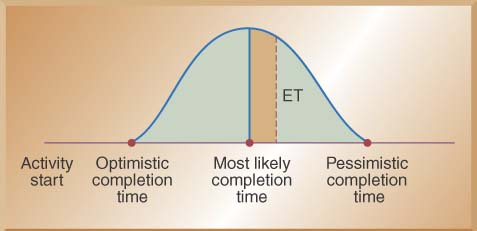 ET
Activity
start
Optimistic
completion
time
Most likely
completion
time
Pessimistic
completion
time